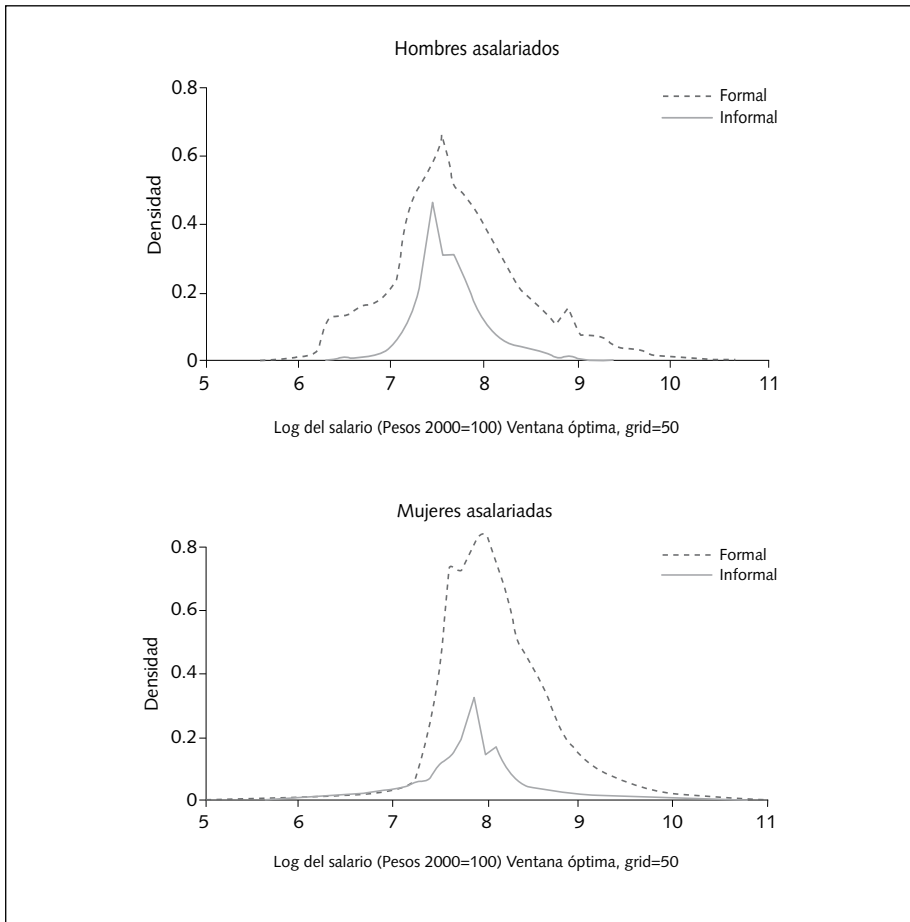 Hombres asalariados
0.8
0.6
0.4
0.2
0
Densidad
Formal
Informal
5 6 7 8 9 10 11
Log del salario (Pesos 2000=100) Ventana óptima, grid=50
Mujeres asalariadas
0.8
0.6
0.4
0.2
0
Densidad
Formal
Informal
5 6 7 8 9 10 11
Log del salario (Pesos 2000=100) Ventana óptima, grid=50